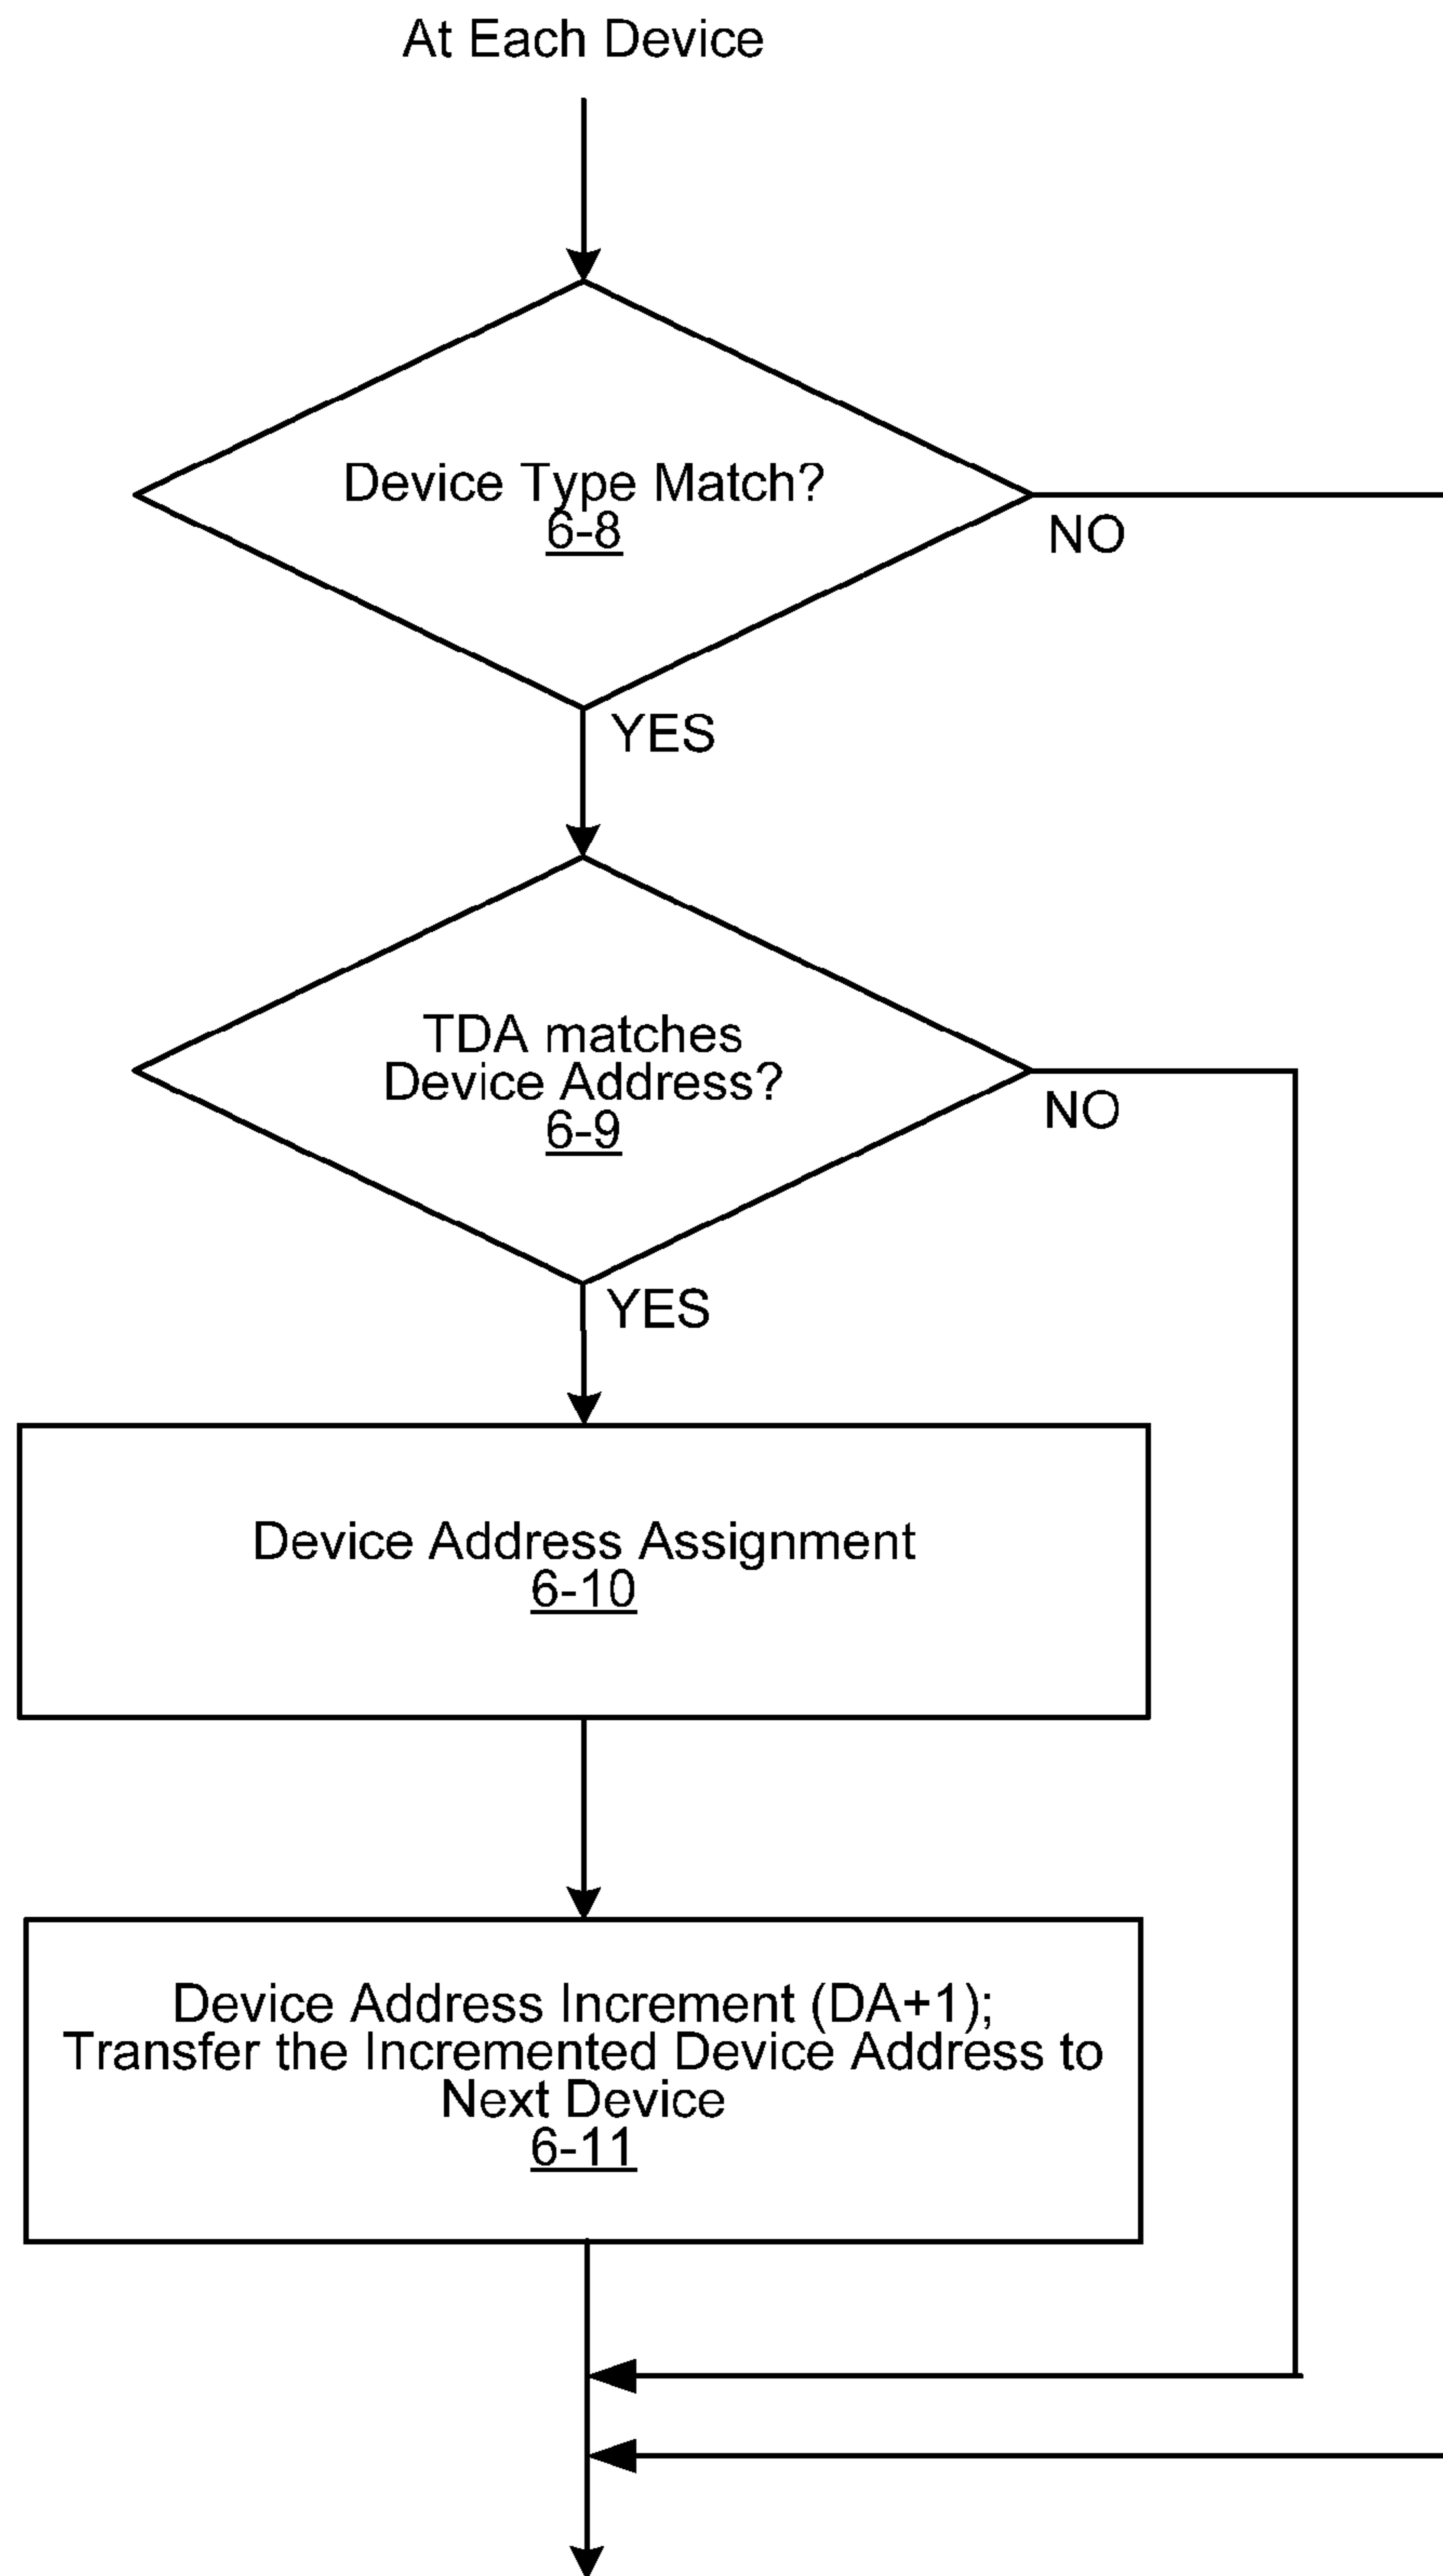 At Each Device
Device Type Match?
6-8
NO
YES
TDA matches
Device Address?
6-9
NO
YES
Device Address Assignment
6-10
Device Address Increment (DA+1);
Transfer the Incremented Device Address to
Next Device
6-11